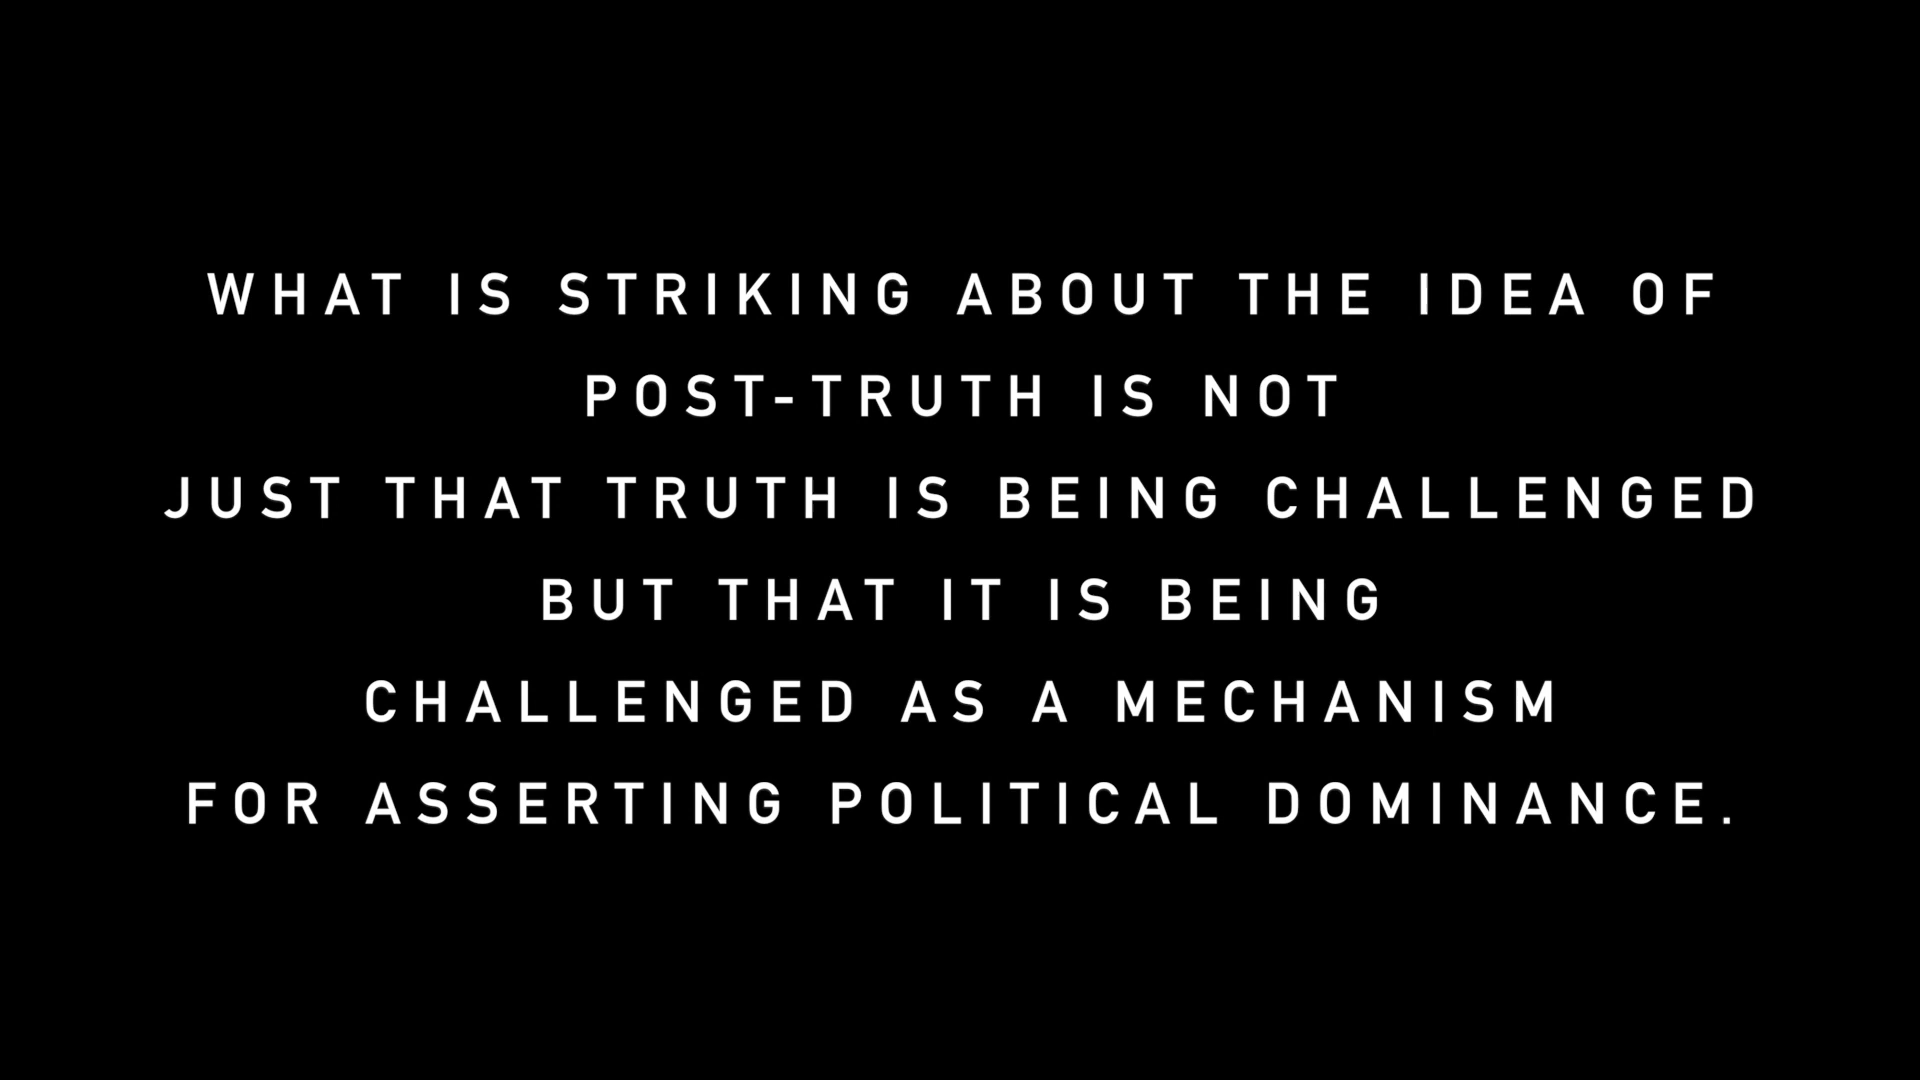 WHAT IS STRIKING ABOUT THE IDEA OF
POST-TRUTH IS NOT
JUST THAT TRUTH IS BEING CHALLENGED
BUT THAT IT IS BEING
CHALLENGED AS A MECHANISM
FOR ASSERTING POLITICAL DOMINANCE.